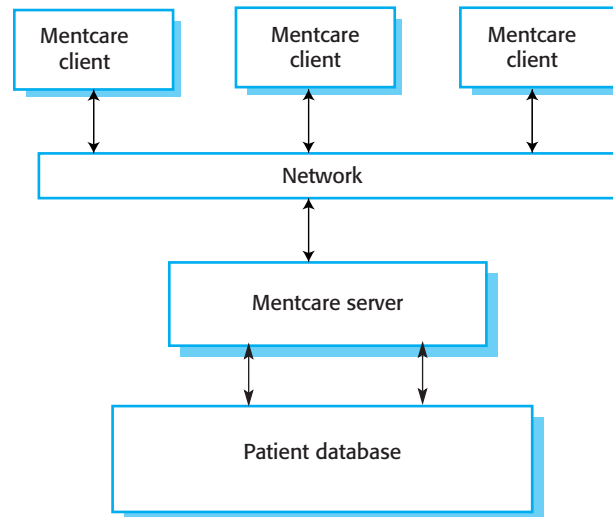 Mentcare
client
Mentcare
client
Mentcare
client
Network
Mentcare server
Patient database